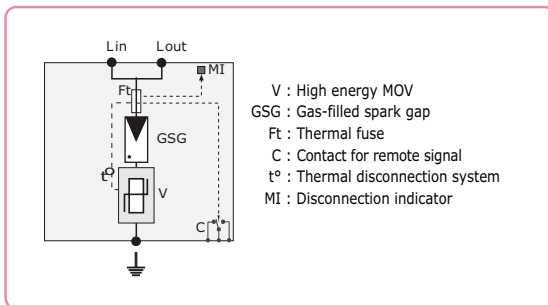 Lin Lout
MI
Ft
GSG
t°
V
C
V : High energy MOV
GSG : Gas-filled spark gap
Ft : Thermal fuse
C : Contact for remote signal
t° : Thermal disconnection system
MI : Disconnection indicator